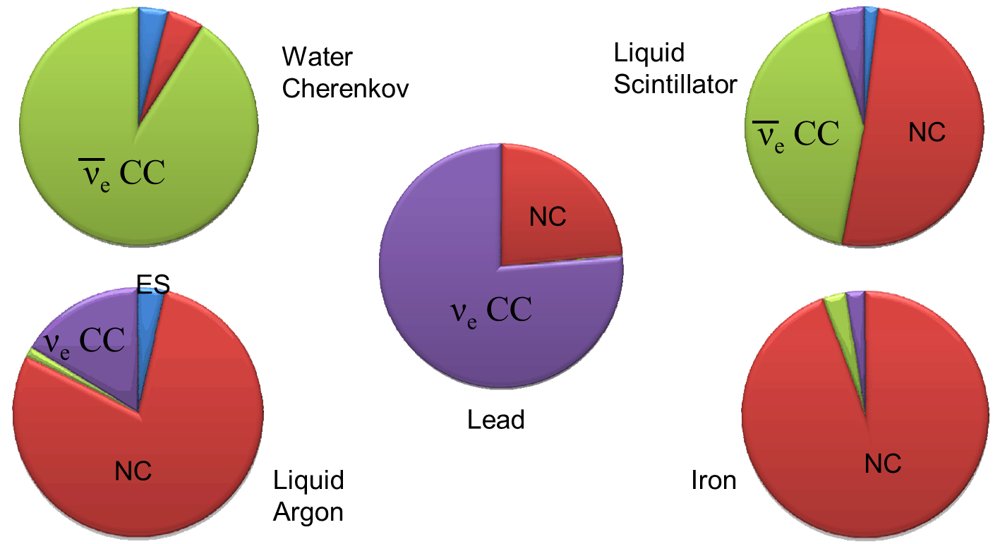 Water
Cherenkov
ν̅e CC
Liquid
Scintillator
ν̅e CC
NC
NC
νe CC
Lead
ES
νe CC
NC
Liquid
Argon
NC
Iron